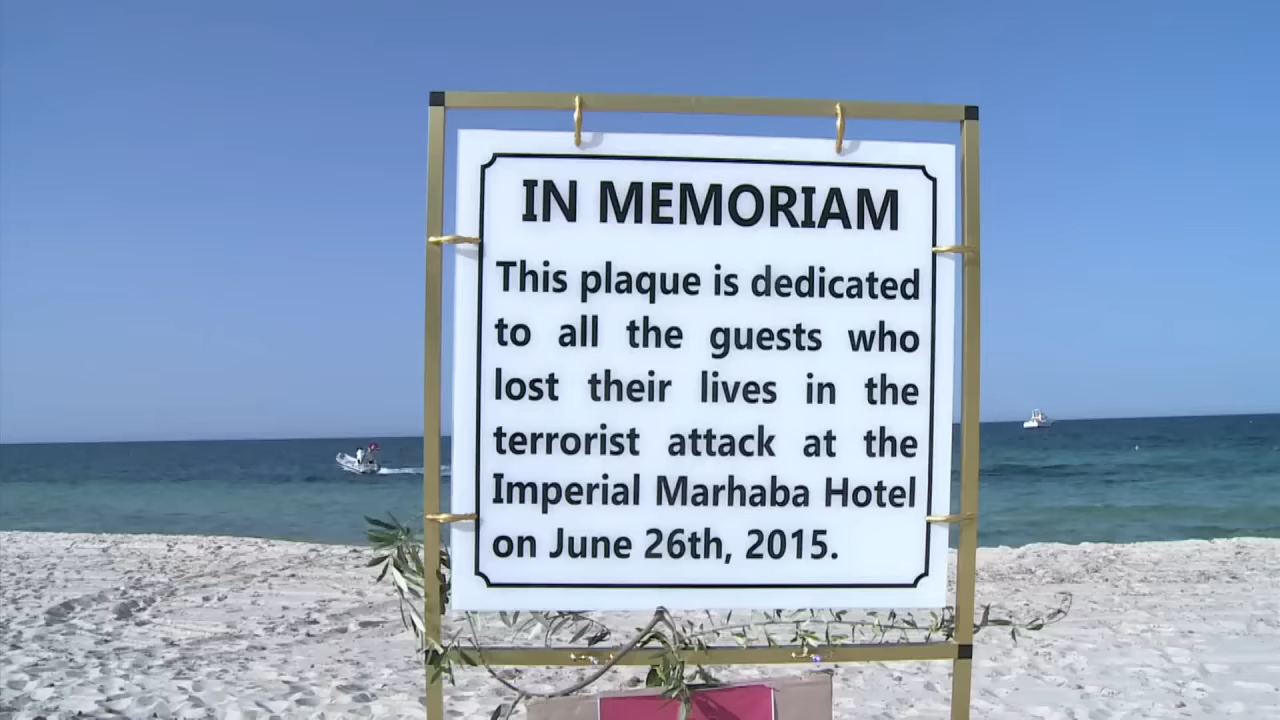 IN MEMORIAM
This plaque is dedicated
to all the guests who
lost their lives in the
terrorist attack at the
Imperial Marhaba Hotel
on June 26th, 2015.